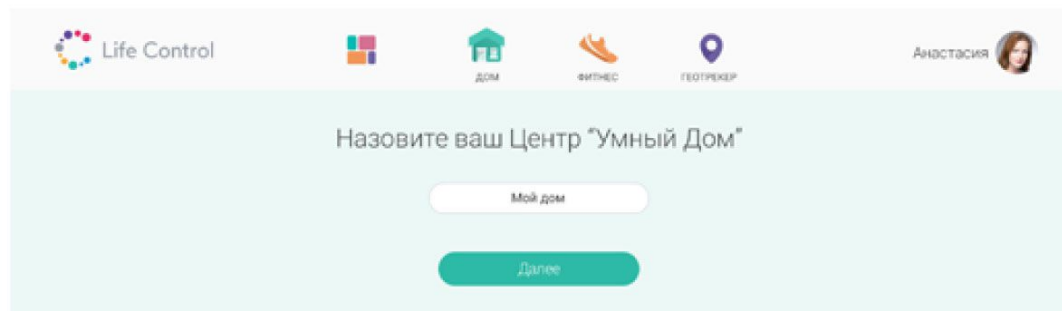 Life Control
ДОМ
ФИТНЕС
ГЕОТРЕКЕР
Анастасия
Назовите ваш Центр "Умный Дом"
Мой дом
Далее